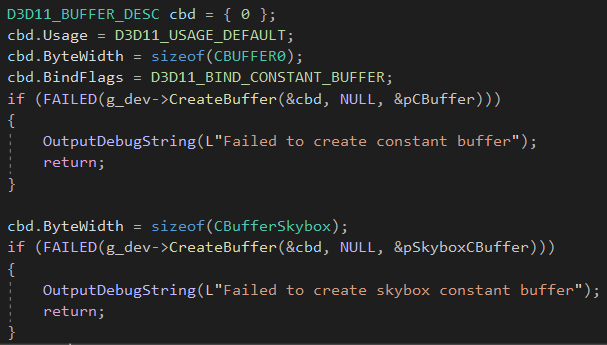 D3D11_BUFFER_DESC cbd = { 0 };
cbd.Usage = D3D11_USAGE_DEFAULT;
cbd.ByteWidth = sizeof(CBUFFER0);
cbd.BindFlags = D3D11_BIND_CONSTANT_BUFFER;
if (FAILED(g_dev->CreateBuffer(&cbd, NULL, &pCBuffer)))
{
    OutputDebugString(L"Failed to create constant buffer");
    return;
}

cbd.ByteWidth = sizeof(CBufferSkybox);
if (FAILED(g_dev->CreateBuffer(&cbd, NULL, &pSkyboxCBuffer)))
{
    OutputDebugString(L"Failed to create skybox constant buffer");
    return;
}